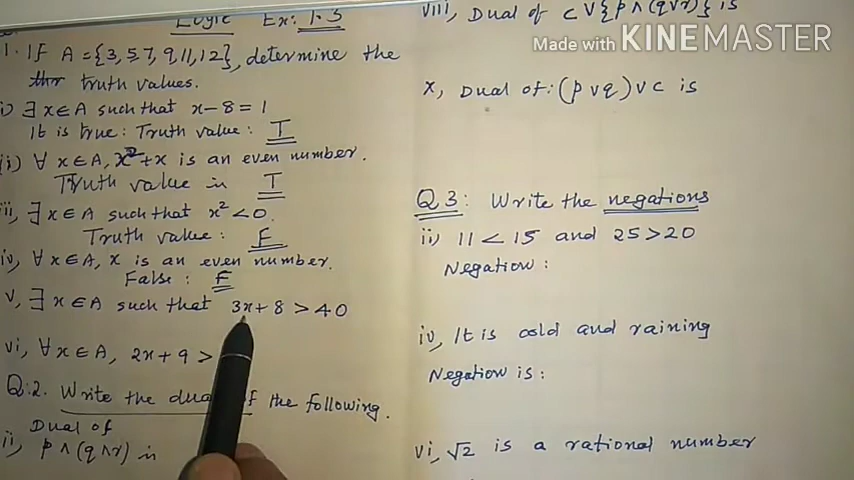 Logic Ex: 1.3
1. If A = {3, 5, 7, 9, 11, 12}, determine the
truth values.
i) ∃ x ∈ A such that x - 8 = 1
It is true: Truth value: T
ii) ∀ x ∈ A, x² + x is an even number.
Truth value is T
iii, ∃ x ∈ A such that x² < 0.
Truth value: F
iv, ∀ x ∈ A, x is an even number.
False: F
v, ∃ x ∈ A such that 3x + 8 > 40
vi, ∀ x ∈ A, 2x + 9 >
Q.2. Write the dual of the following.
Dual of
ii, p ∧ (q ∧ r) is
viii, Dual of c ∨ {p ∧ (q ∨ r)} is
Made with KINEMASTER
x, Dual of: (p ∨ q) ∨ c is
Q3: Write the negations
ii) 11 < 15 and 25 > 20
Negation:
iv, It is cold and raining
Negation is:
vi, √2 is a rational number